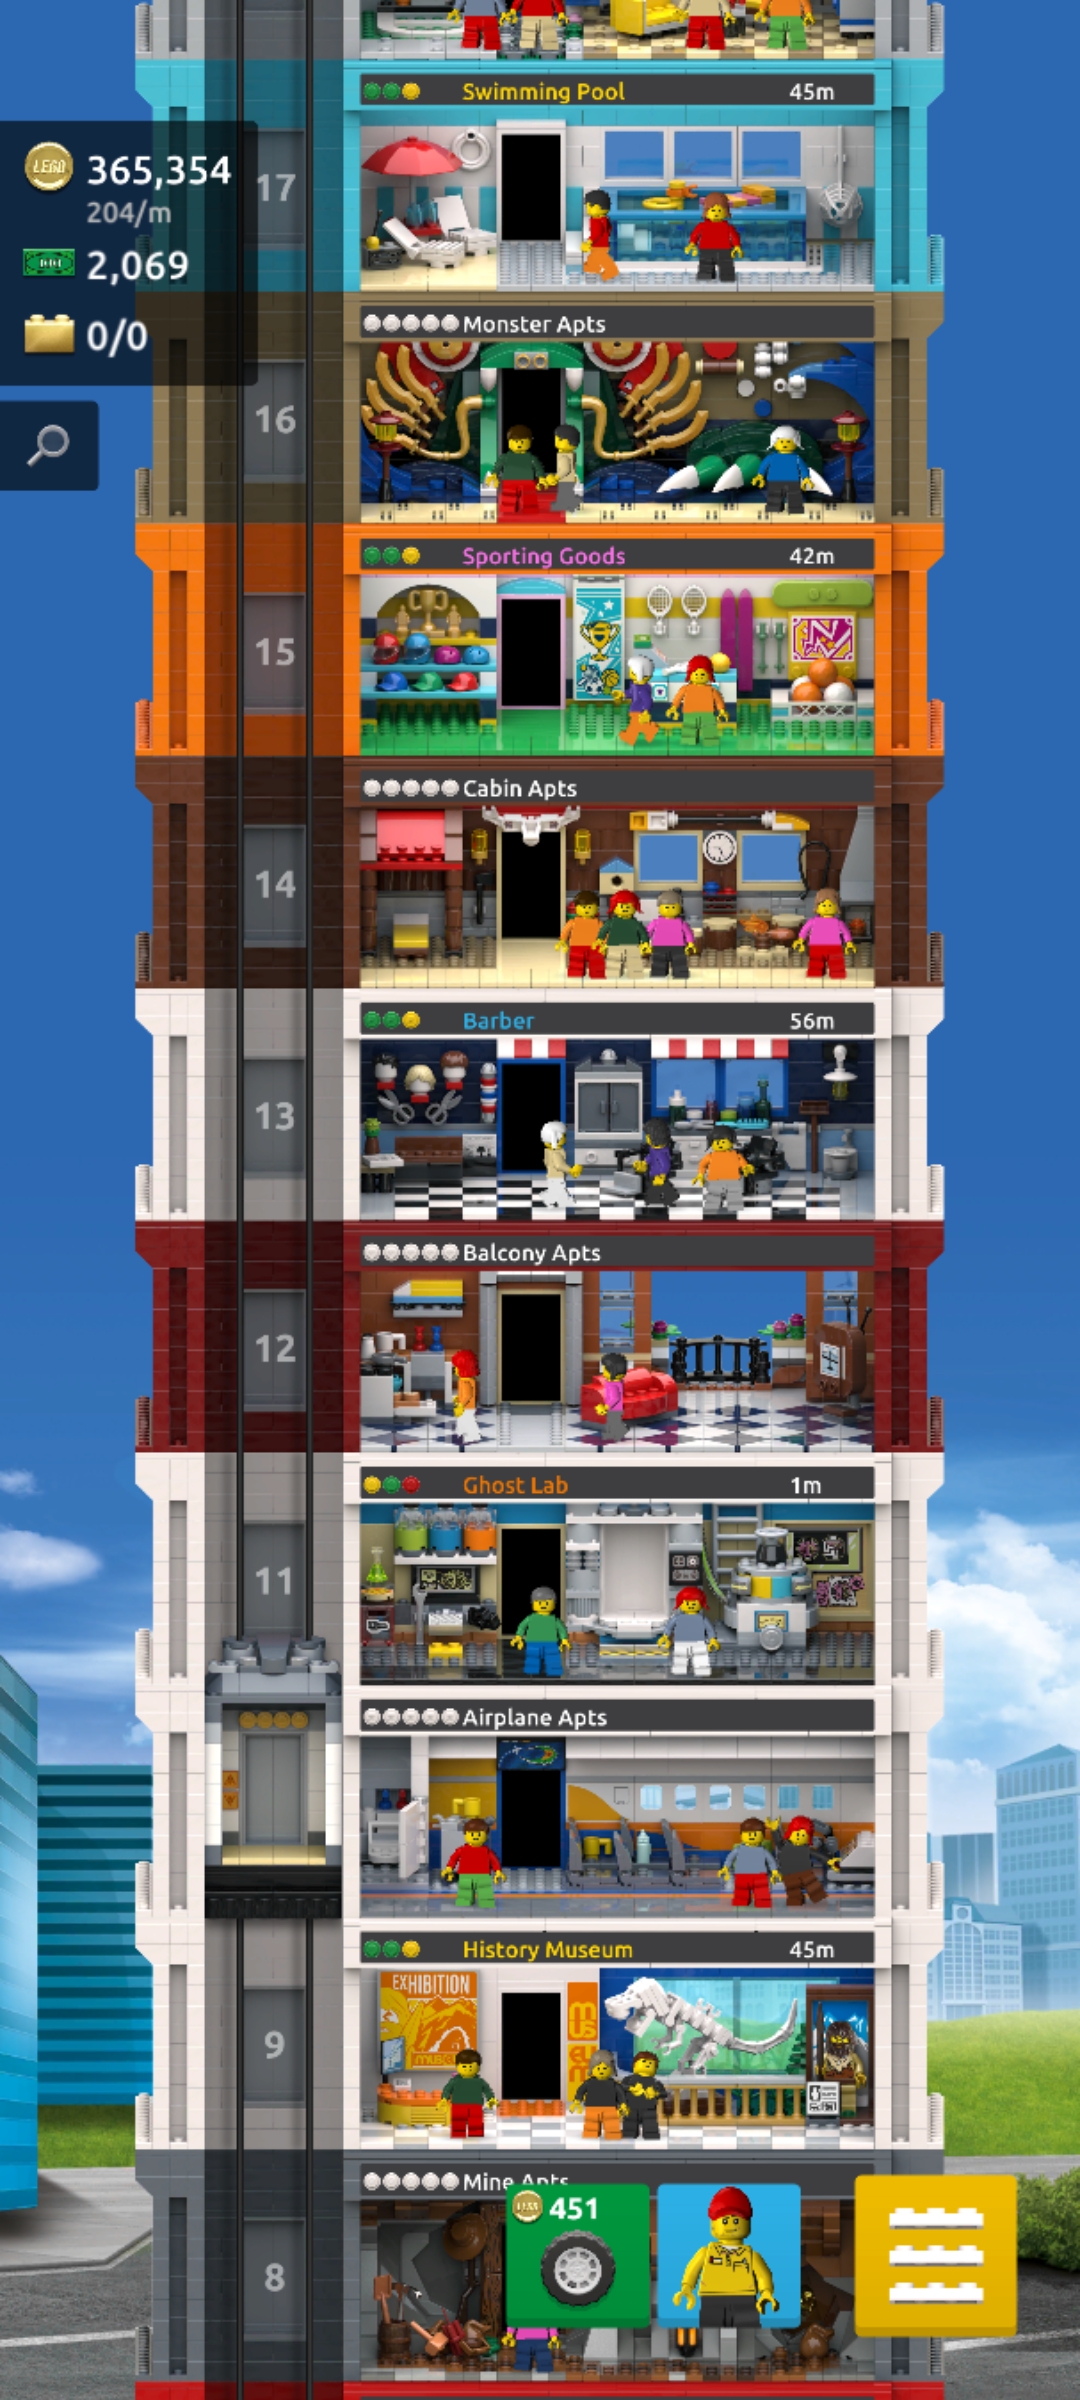 Swimming Pool 45m
LEGO 365,354
17
204/m
2,069
0/0
Monster Apts
16
Sporting Goods 42m
15
Cabin Apts
14
Barber 56m
13
Balcony Apts
12
Ghost Lab 1m
11
Airplane Apts
History Museum 45m
EXHIBITION
9
Mine Apts
451
8